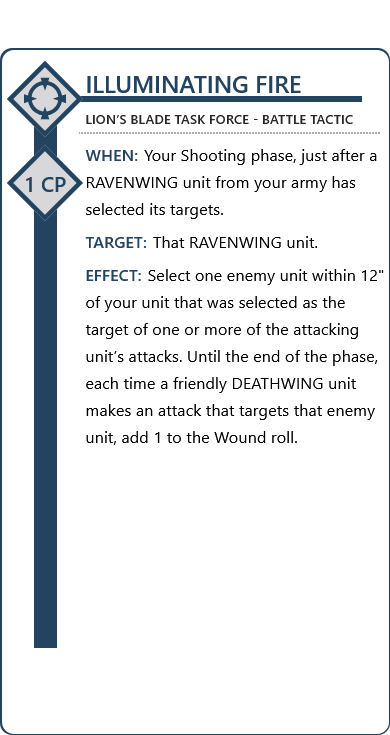 ILLUMINATING FIRE
LION’S BLADE TASK FORCE - BATTLE TACTIC
1 CP
WHEN: Your Shooting phase, just after a
RAVENWING unit from your army has
selected its targets.
TARGET: That RAVENWING unit.
EFFECT: Select one enemy unit within 12"
of your unit that was selected as the
target of one or more of the attacking
unit’s attacks. Until the end of the phase,
each time a friendly DEATHWING unit
makes an attack that targets that enemy
unit, add 1 to the Wound roll.